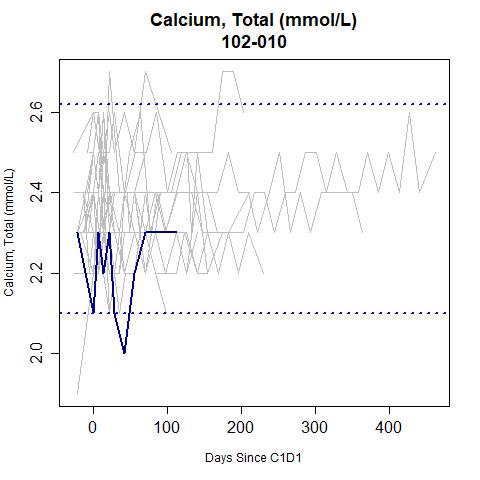 Calcium, Total (mmol/L)
102-010
Calcium, Total (mmol/L)
2.6
2.4
2.2
2.0
0 100 200 300 400
Days Since C1D1